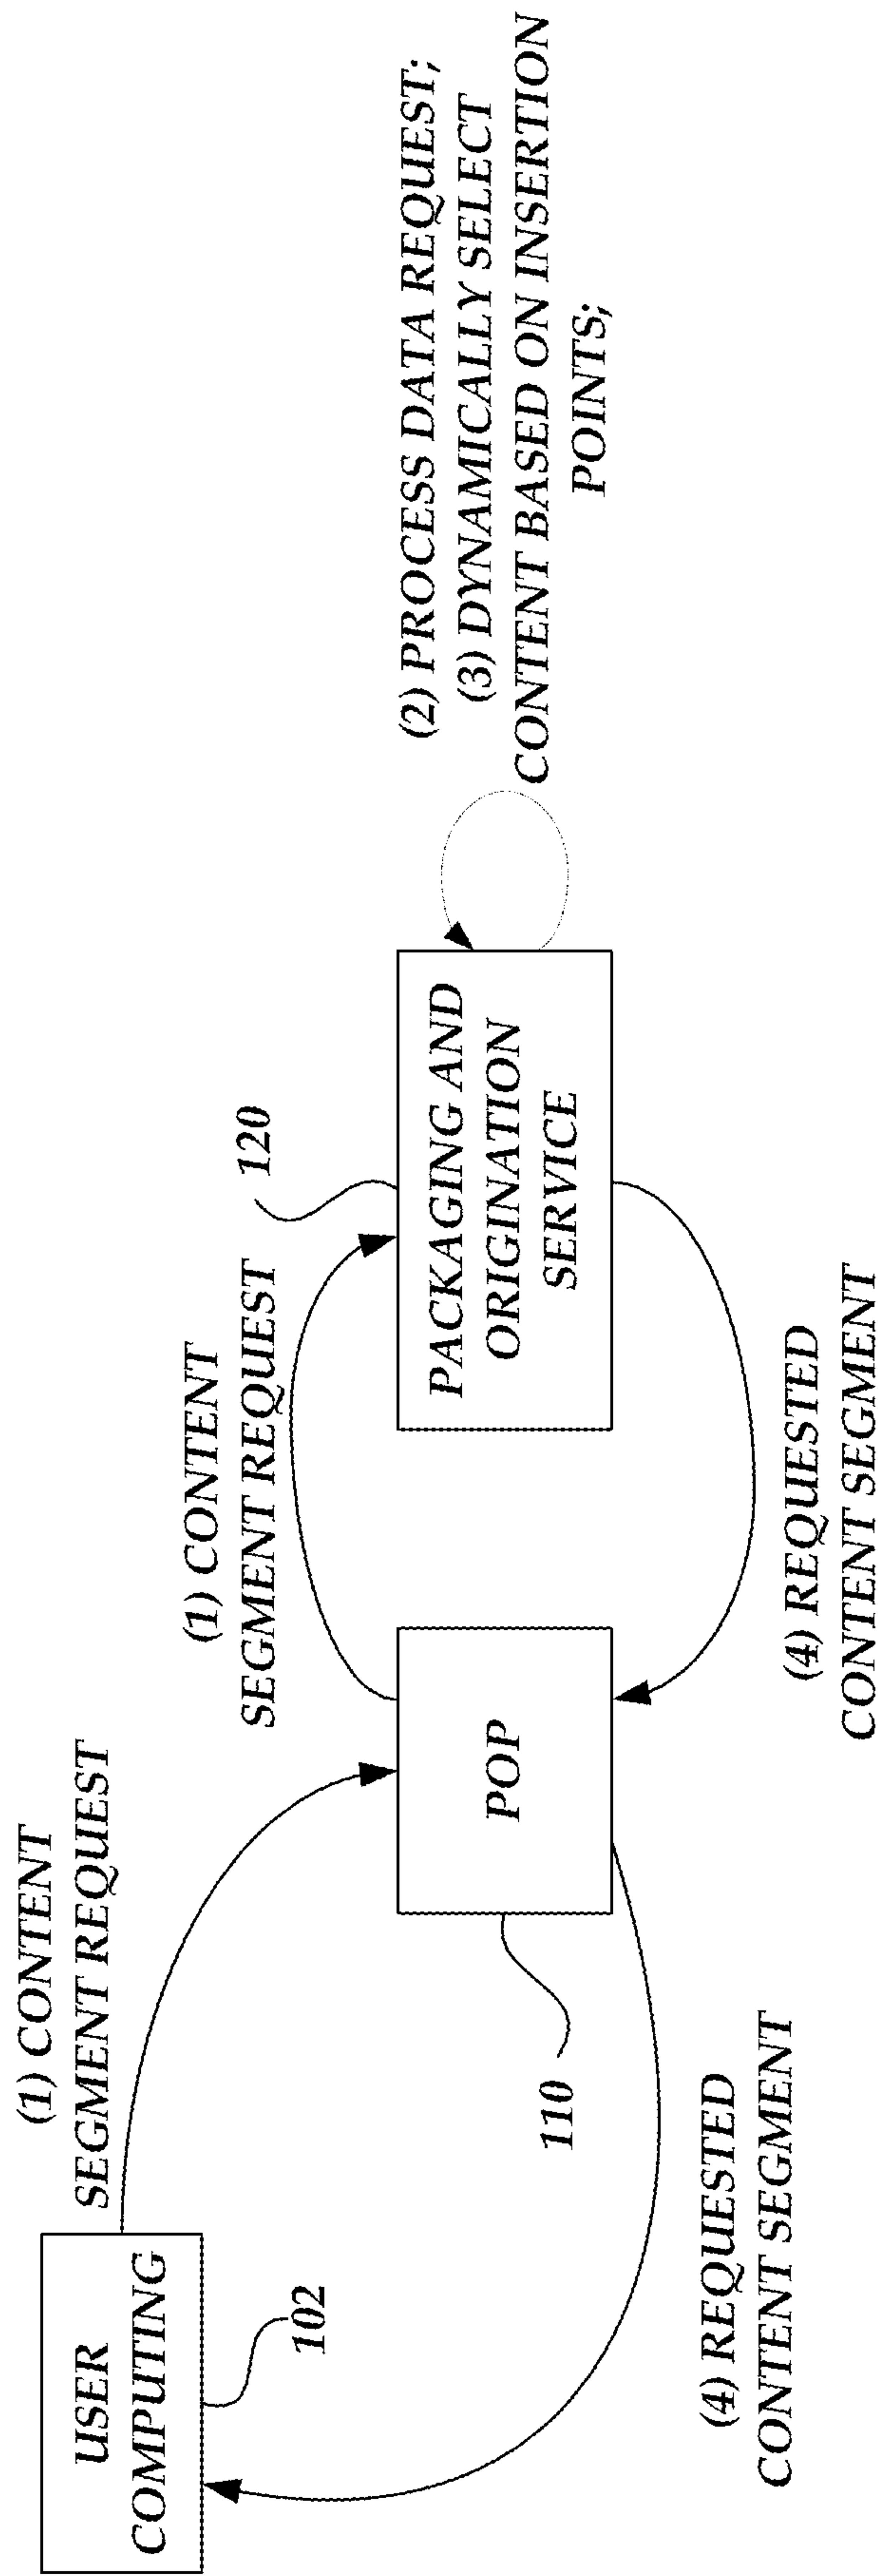 USER
COMPUTING
102
(1) CONTENT
SEGMENT REQUEST
POP
110
(1) CONTENT
SEGMENT REQUEST
120
PACKAGING AND
ORIGINATION
SERVICE
(2) PROCESS DATA REQUEST;
(3) DYNAMICALLY SELECT
CONTENT BASED ON INSERTION
POINTS;
(4) REQUESTED
CONTENT SEGMENT
(4) REQUESTED
CONTENT SEGMENT